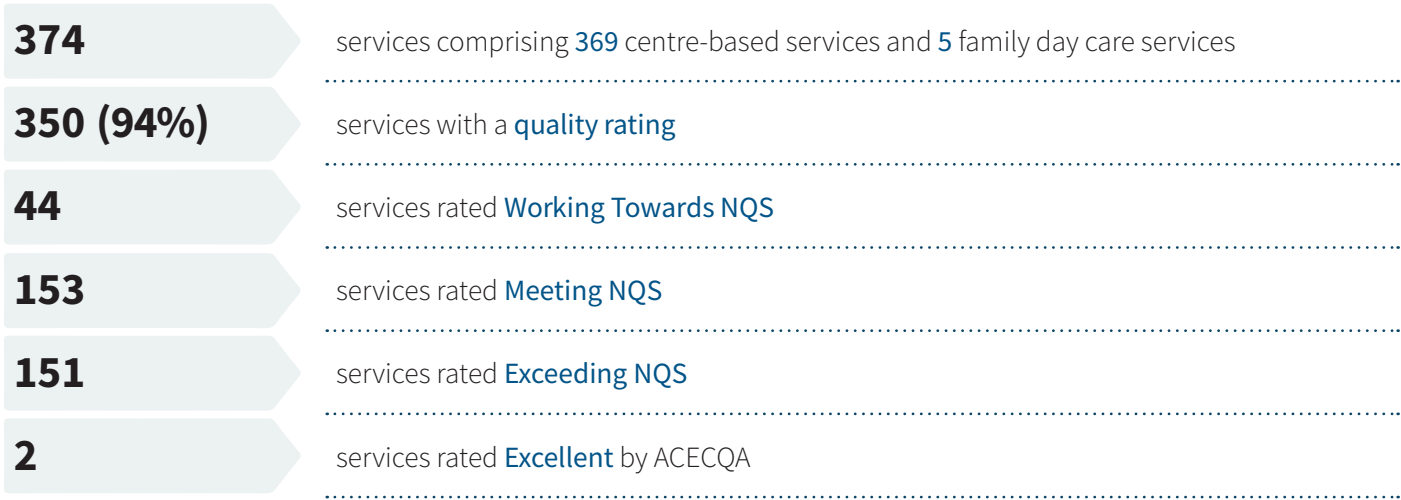 374 services comprising 369 centre-based services and 5 family day care services
350 (94%) services with a quality rating
44 services rated Working Towards NQS
153 services rated Meeting NQS
151 services rated Exceeding NQS
2 services rated Excellent by ACECQA